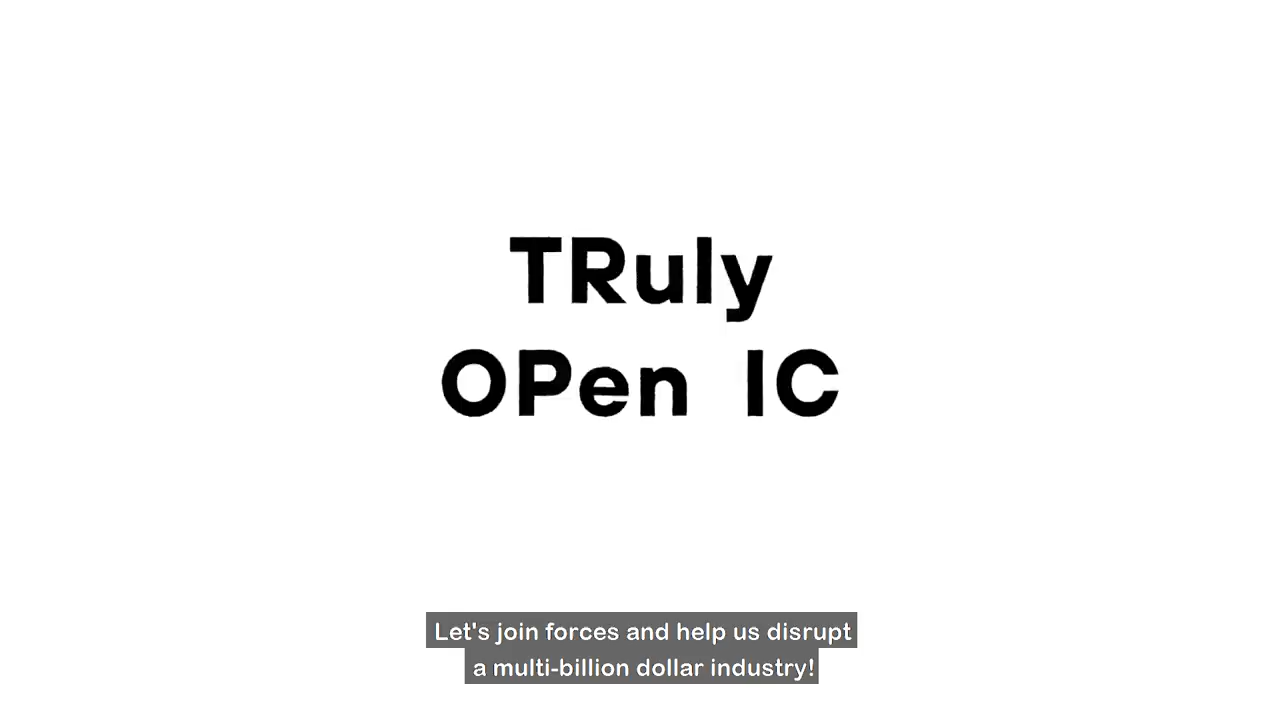 TRuly
OPen IC
Let's join forces and help us disrupt
a multi-billion dollar industry!